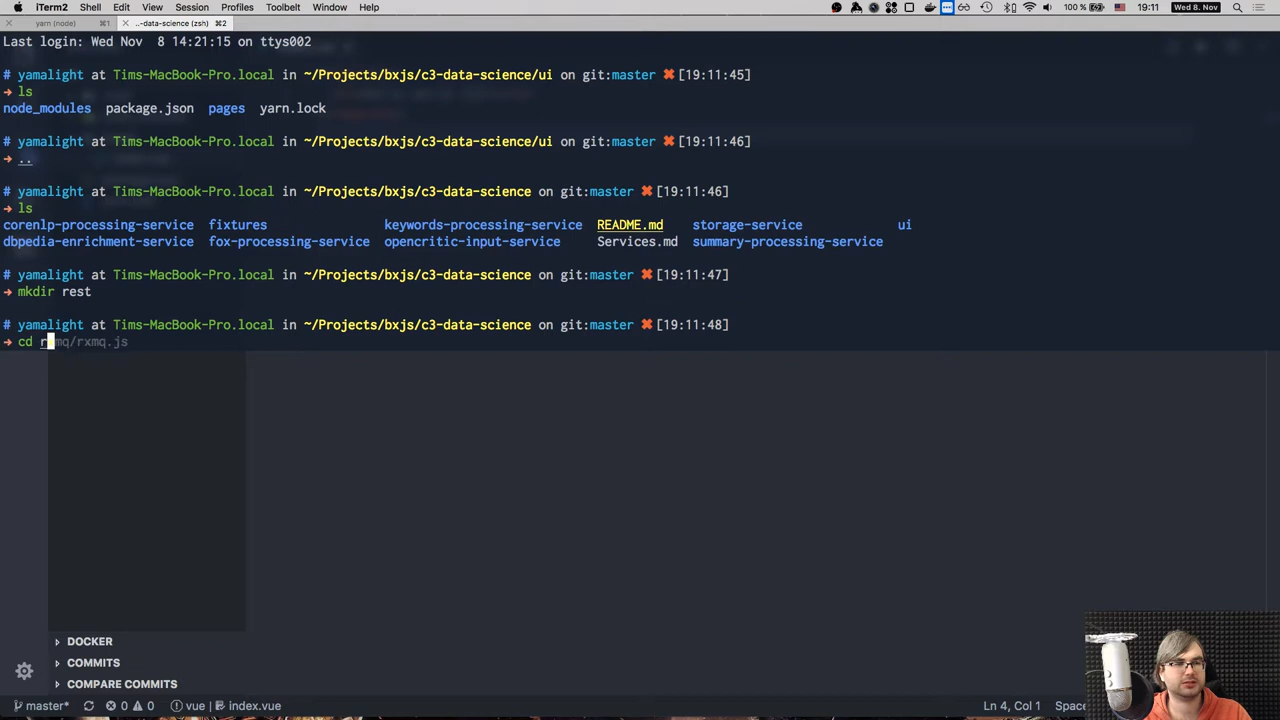 iTerm2 Shell Edit View Session Profiles Toolbelt Window Help 100 % 19:11 Wed 8. Nov
yarn (node) ⌘1 ..-data-science (zsh) ⌘2
Last login: Wed Nov  8 14:21:15 on ttys002
# yamalight at Tims-MacBook-Pro.local in ~/Projects/bxjs/c3-data-science/ui on git:master ✖ [19:11:45]
→ ls
node_modules package.json pages yarn.lock
# yamalight at Tims-MacBook-Pro.local in ~/Projects/bxjs/c3-data-science/ui on git:master ✖ [19:11:46]
→ ..
# yamalight at Tims-MacBook-Pro.local in ~/Projects/bxjs/c3-data-science on git:master ✖ [19:11:46]
→ ls
corenlp-processing-service fixtures keywords-processing-service README.md storage-service ui
dbpedia-enrichment-service fox-processing-service opencritic-input-service Services.md summary-processing-service
# yamalight at Tims-MacBook-Pro.local in ~/Projects/bxjs/c3-data-science on git:master ✖ [19:11:47]
→ mkdir rest
# yamalight at Tims-MacBook-Pro.local in ~/Projects/bxjs/c3-data-science on git:master ✖ [19:11:48]
→ cd rxmq/rxmq.js
DOCKER
COMMITS
COMPARE COMMITS
master* 0 0 vue index.vue Ln 4, Col 1